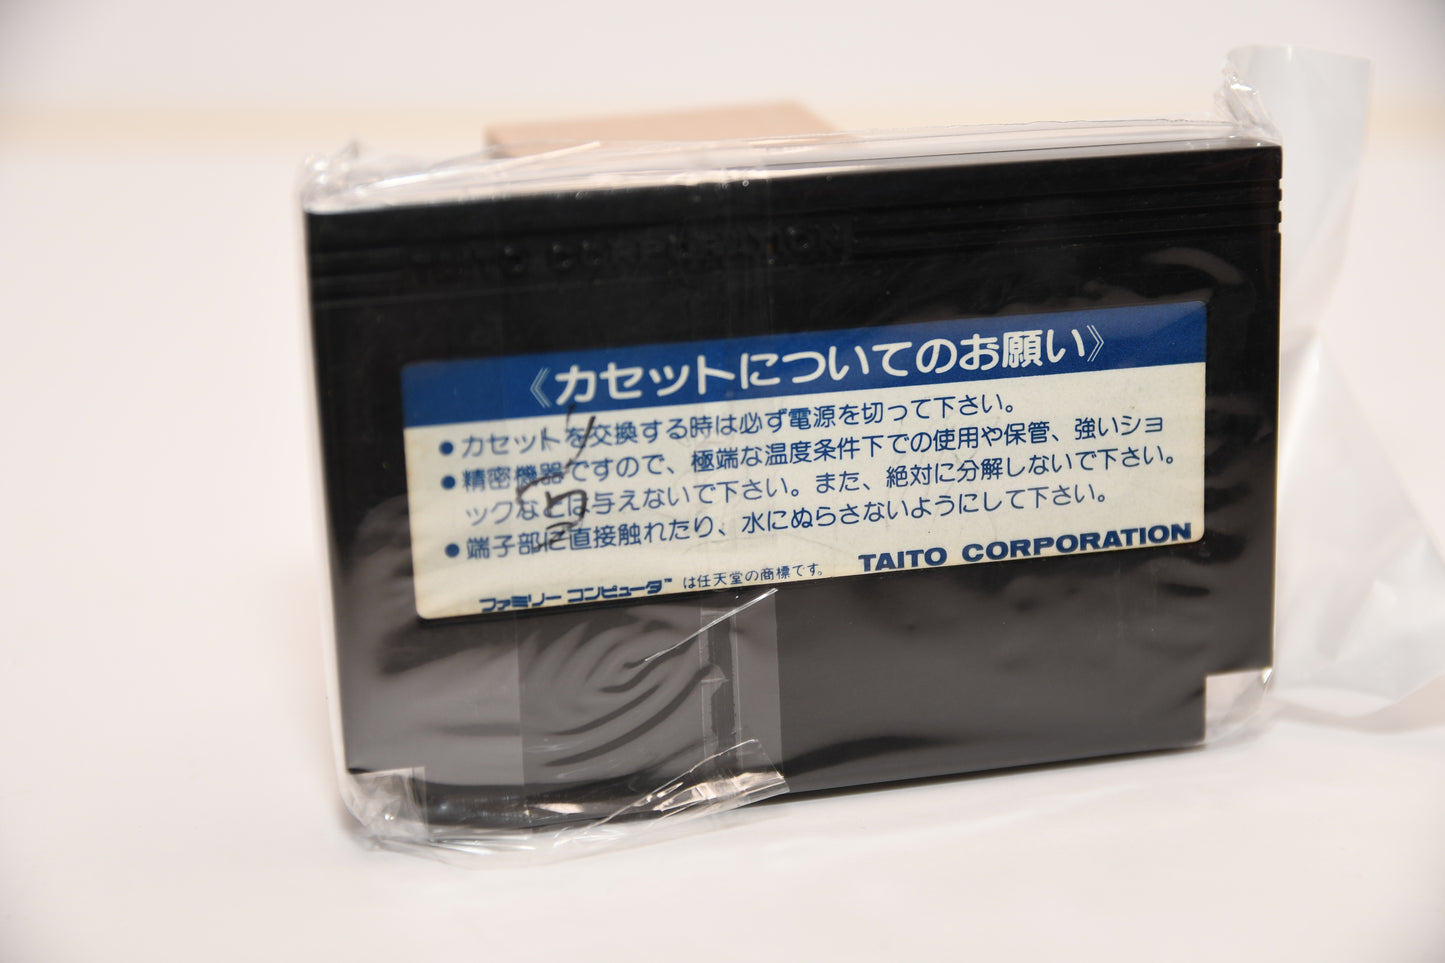 TAITO CORPORATION
《カセットについてのお願い》
●カセットを交換する時は必ず電源を切って下さい。
●精密機器ですので、極端な温度条件下での使用や保管、強いショ
ックなどは与えないで下さい。また、絶対に分解しないで下さい。
●端子部に直接触れたり、水にぬらさないようにして下さい。
ファミリーコンピュータ™ は任天堂の商標です。
TAITO CORPORATION